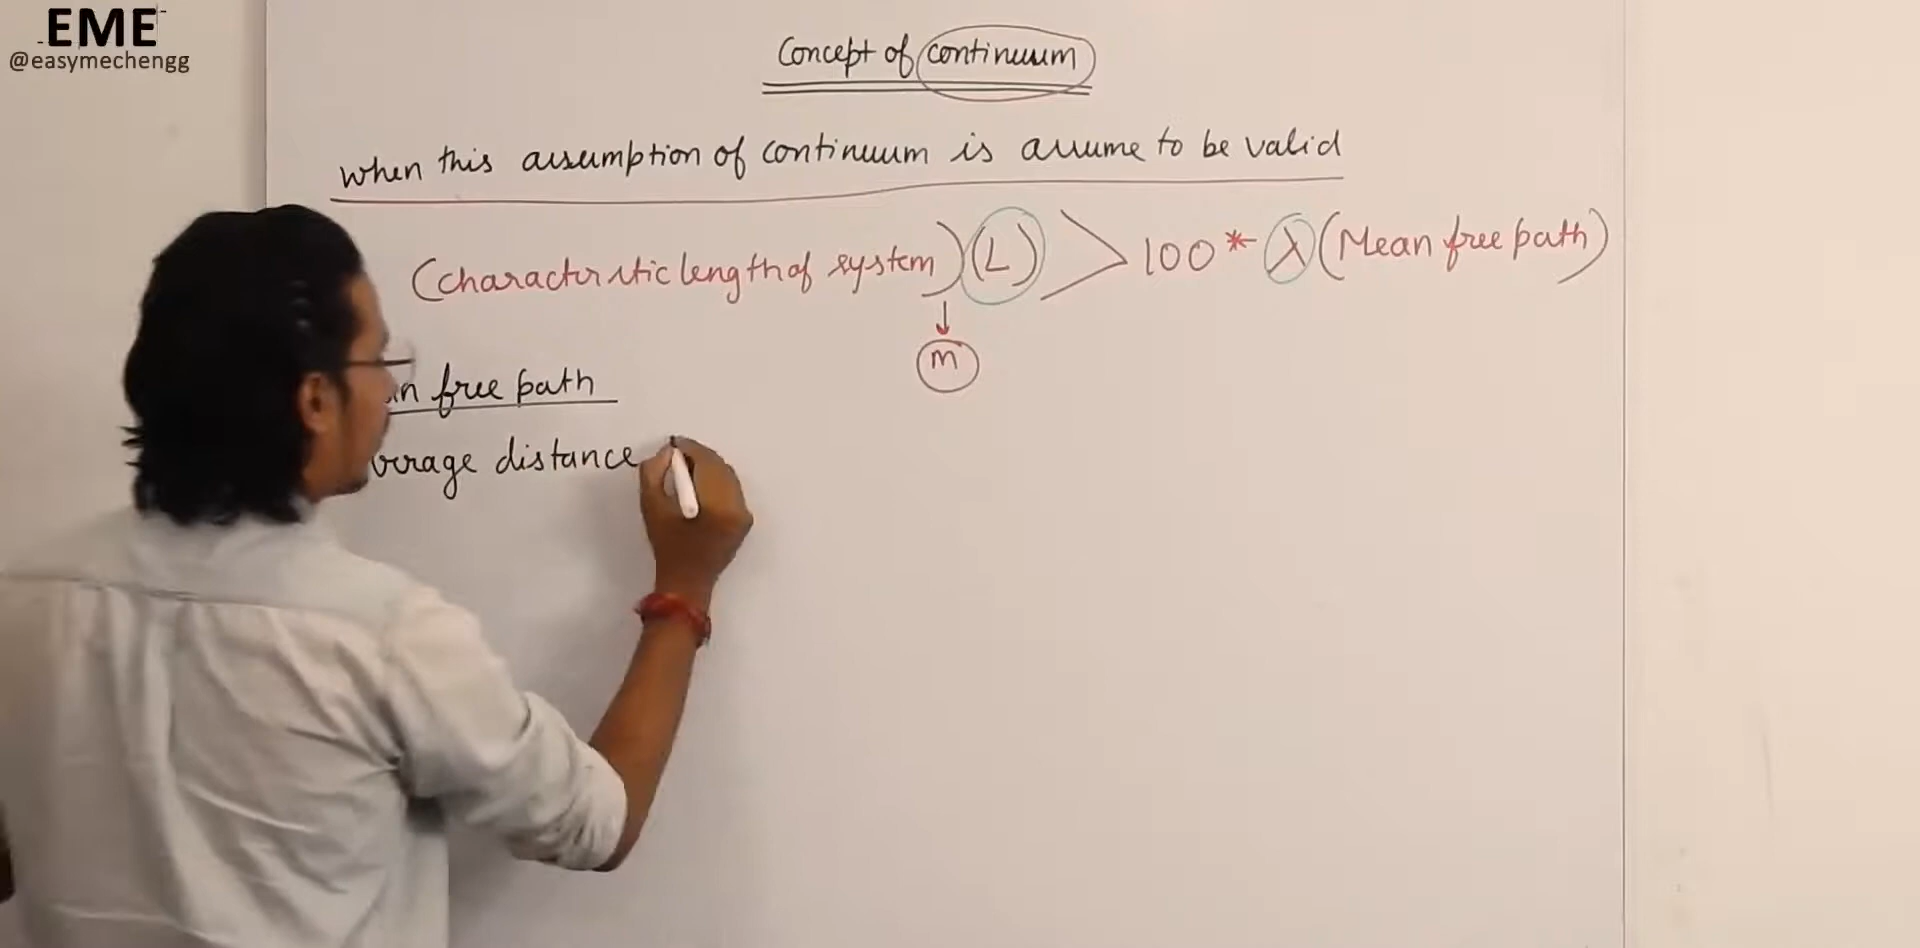 EME
@easymechengg
Concept of continuum
when this assumption of continuum is assume to be valid
(characteristic length of system) (L) > 100 * λ (Mean free path)
m
free path
distance